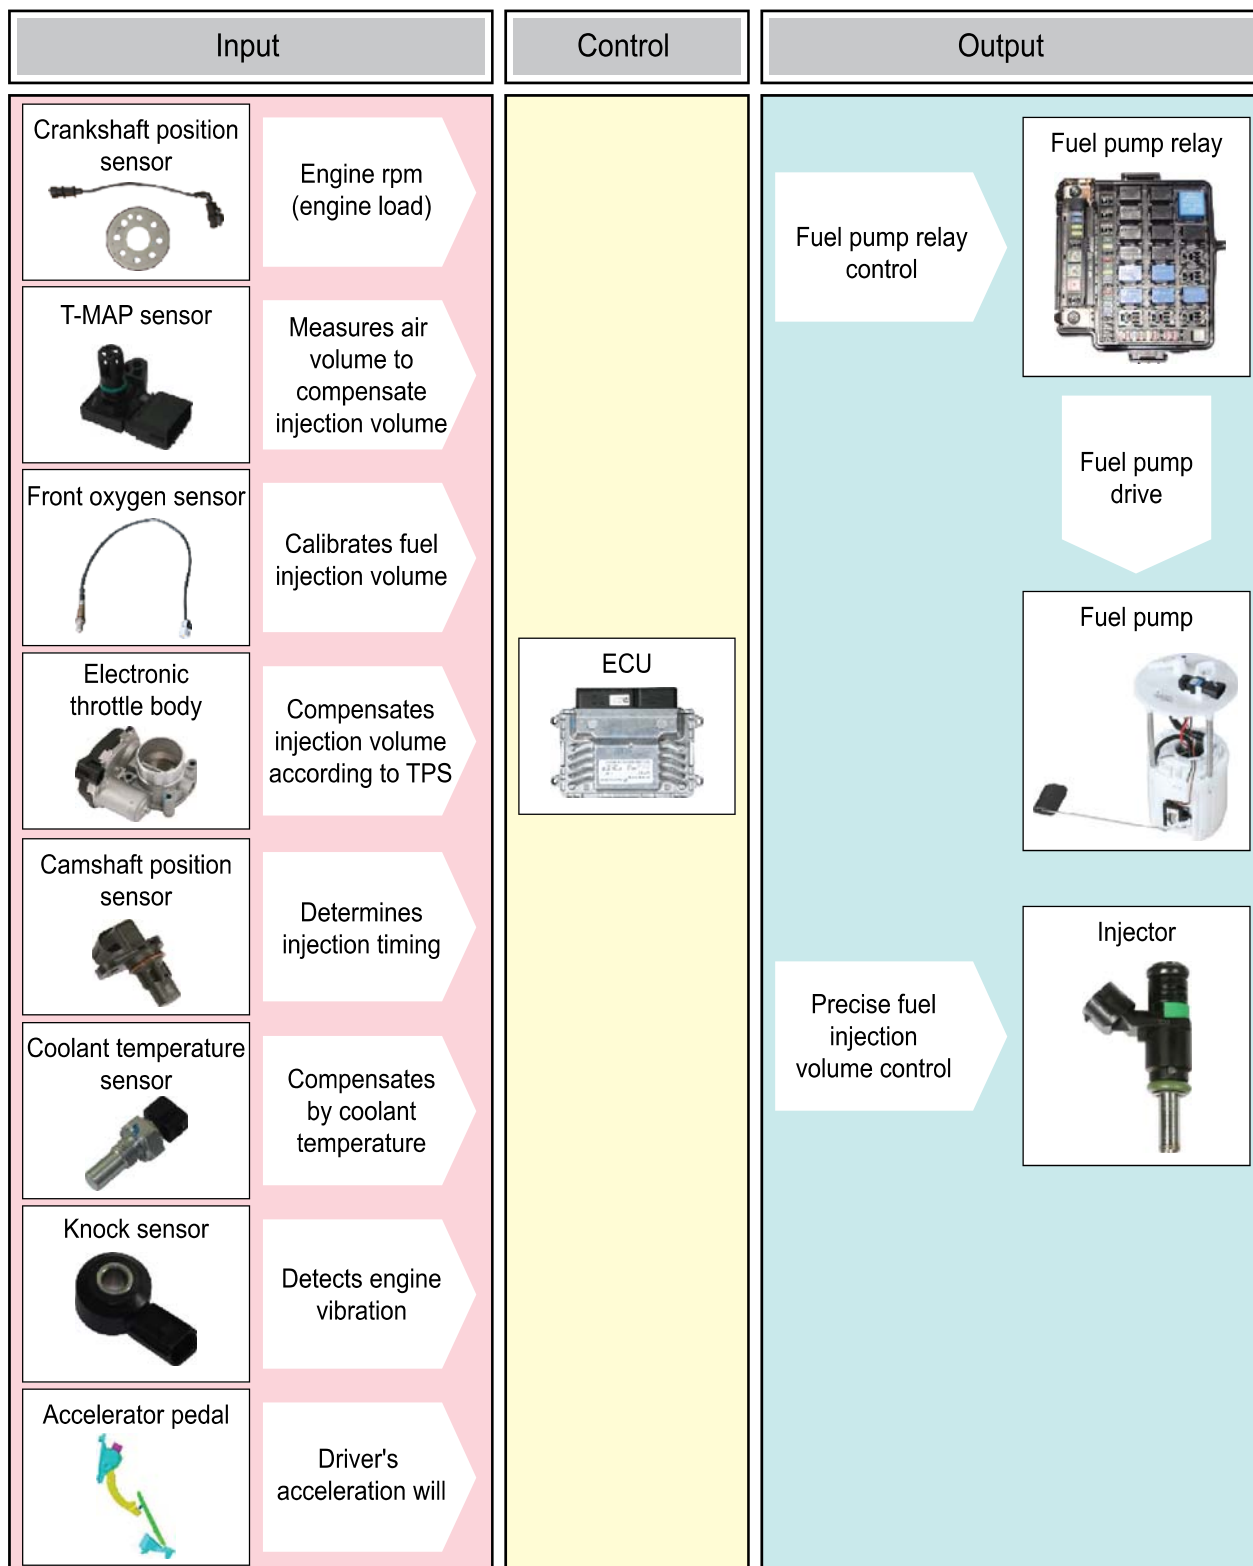 Input
Control
Output
Crankshaft position
sensor
Engine rpm
(engine load)
T-MAP sensor
Measures air
volume to
compensate
injection volume
Front oxygen sensor
Calibrates fuel
injection volume
Electronic
throttle body
Compensates
injection volume
according to TPS
Camshaft position
sensor
Determines
injection timing
Coolant temperature
sensor
Compensates
by coolant
temperature
Knock sensor
Detects engine
vibration
Accelerator pedal
Driver's
acceleration will
ECU
Fuel pump relay
control
Fuel pump relay
Fuel pump
drive
Fuel pump
Precise fuel
injection
volume control
Injector